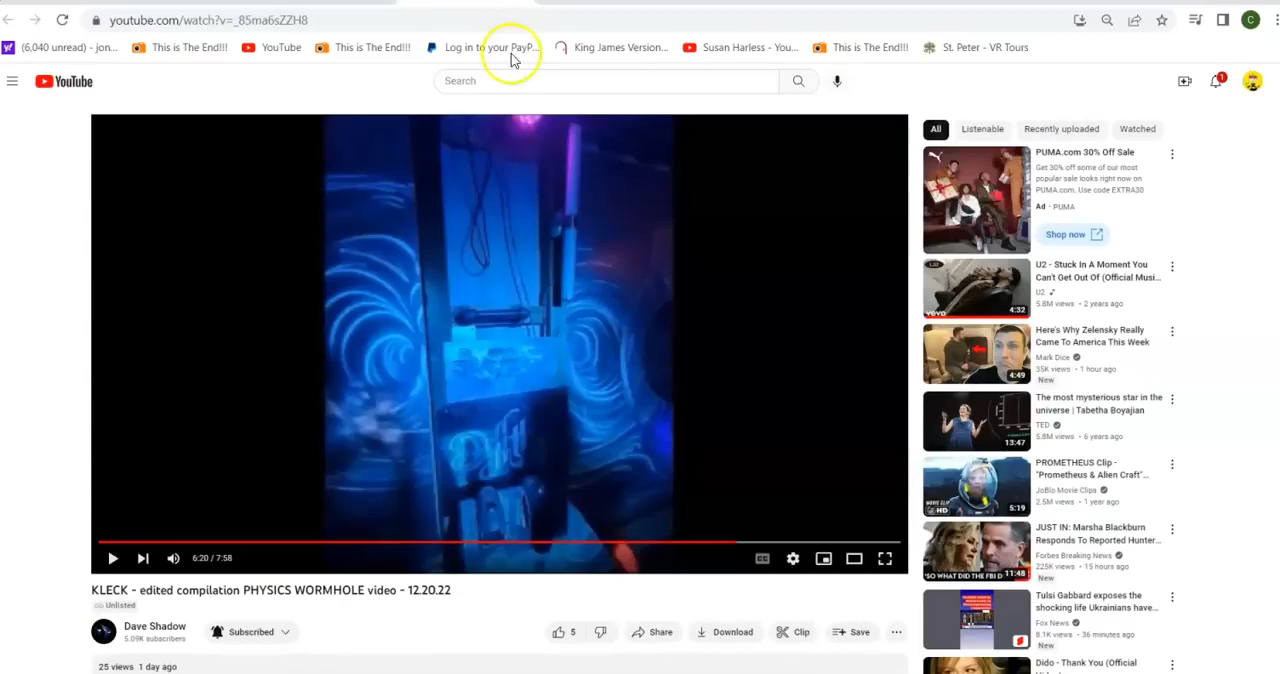 youtube.com/watch?v=_85ma6sZZH8
(6,040 unread) - jon... This is The End!!! YouTube This is The End!!! Log in to your PayP... King James Version... Susan Harless - You... This is The End!!! St. Peter - VR Tours
YouTube
Search
1
C
All Listenable Recently uploaded Watched
PUMA.com 30% Off Sale
Get 30% off some of our most
popular sale looks right now on
PUMA.com. Use code EXTRA30
Ad · PUMA
Shop now
U2 - Stuck In A Moment You
Can't Get Out Of (Official Musi...
U2
5.8M views • 2 years ago
vevo
4:32
Here's Why Zelensky Really
Came To America This Week
Mark Dice
35K views • 1 hour ago
New
4:49
The most mysterious star in the
universe | Tabetha Boyajian
TED
5.8M views • 6 years ago
13:47
PROMETHEUS Clip -
"Prometheus & Alien Craft"...
JoBlo Movie Clips
2.5M views • 1 year ago
HD
5:19
JUST IN: Marsha Blackburn
Responds To Reported Hunter...
Forbes Breaking News
225K views • 15 hours ago
New
'SO WHAT DID THE FBI D
11:48
Tulsi Gabbard exposes the
shocking life Ukrainians have...
Fox News
8.1K views • 36 minutes ago
New
Dido - Thank You (Official
6:20 / 7:58
CC
KLECK - edited compilation PHYSICS WORMHOLE video - 12.20.22
Unlisted
Dave Shadow
5.09K subscribers
Subscribed
5 Share Download Clip Save
25 views 1 day ago